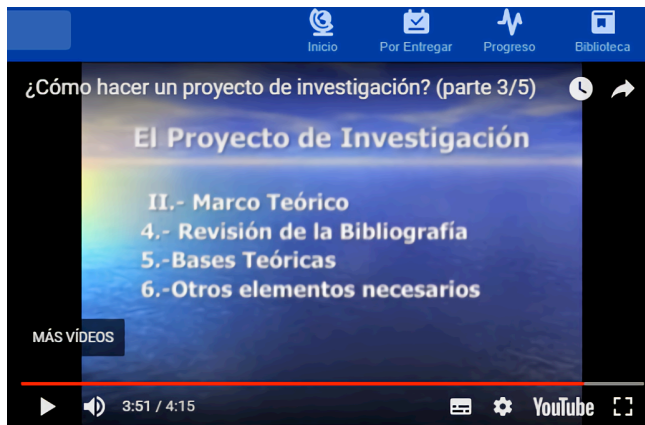 Inicio
Por Entregar
Progreso
Biblioteca
¿Cómo hacer un proyecto de investigación? (parte 3/5)
El Proyecto de Investigación
II.- Marco Teórico
4.- Revisión de la Bibliografía
5.-Bases Teóricas
6.-Otros elementos necesarios
MÁS VÍDEOS
3:51 / 4:15
YouTube